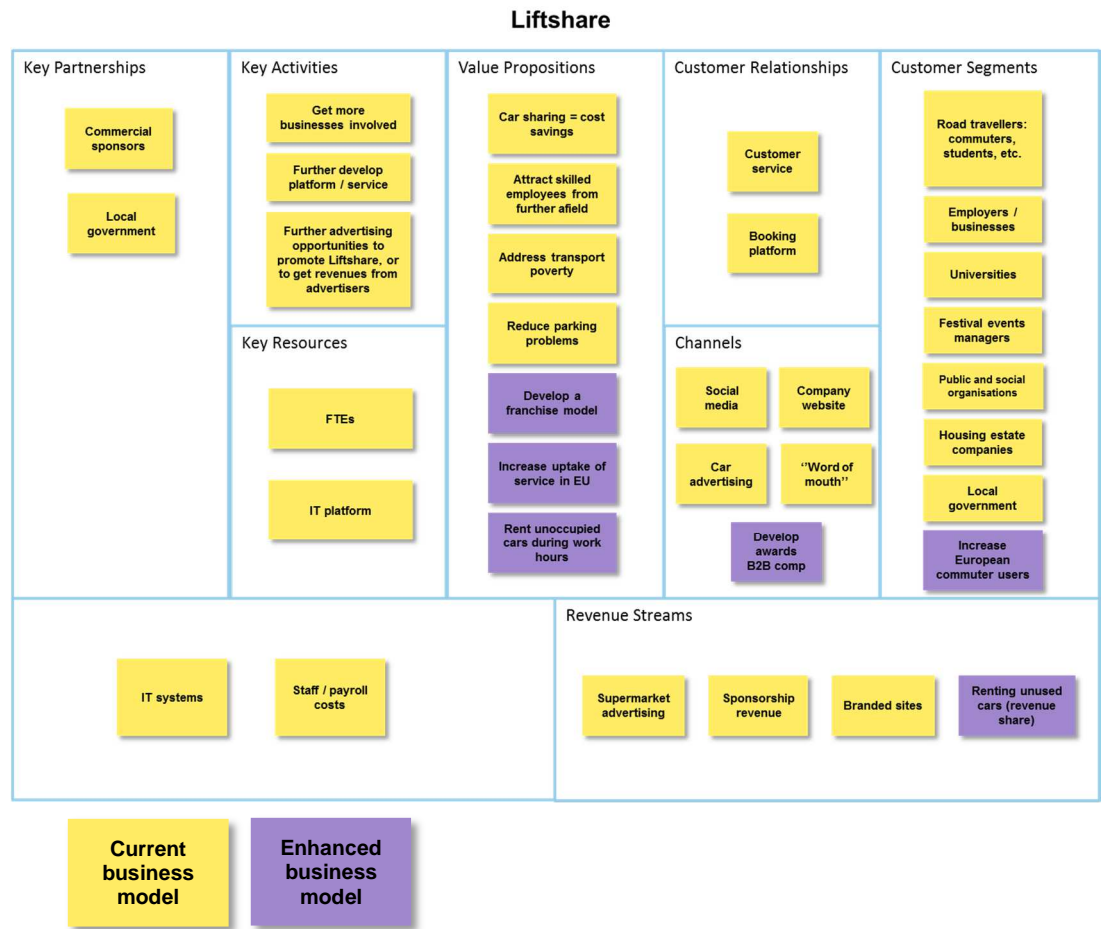 Liftshare
Key Partnerships
Commercial
sponsors
Local
government
Key Activities
Get more
businesses involved
Further develop
platform / service
Further advertising
opportunities to
promote Liftshare, or
to get revenues from
advertisers
Key Resources
FTEs
IT platform
Value Propositions
Car sharing = cost
savings
Attract skilled
employees from
further afield
Address transport
poverty
Reduce parking
problems
Develop a
franchise model
Increase uptake of
service in EU
Rent unoccupied
cars during work
hours
Customer Relationships
Customer
service
Booking
platform
Channels
Social
media
Company
website
Car
advertising
‘‘Word of
mouth’’
Develop
awards
B2B comp
Customer Segments
Road travellers:
commuters,
students, etc.
Employers /
businesses
Universities
Festival events
managers
Public and social
organisations
Housing estate
companies
Local
government
Increase
European
commuter users
IT systems
Staff / payroll
costs
Revenue Streams
Supermarket
advertising
Sponsorship
revenue
Branded sites
Renting unused
cars (revenue
share)
Current
business
model
Enhanced
business
model